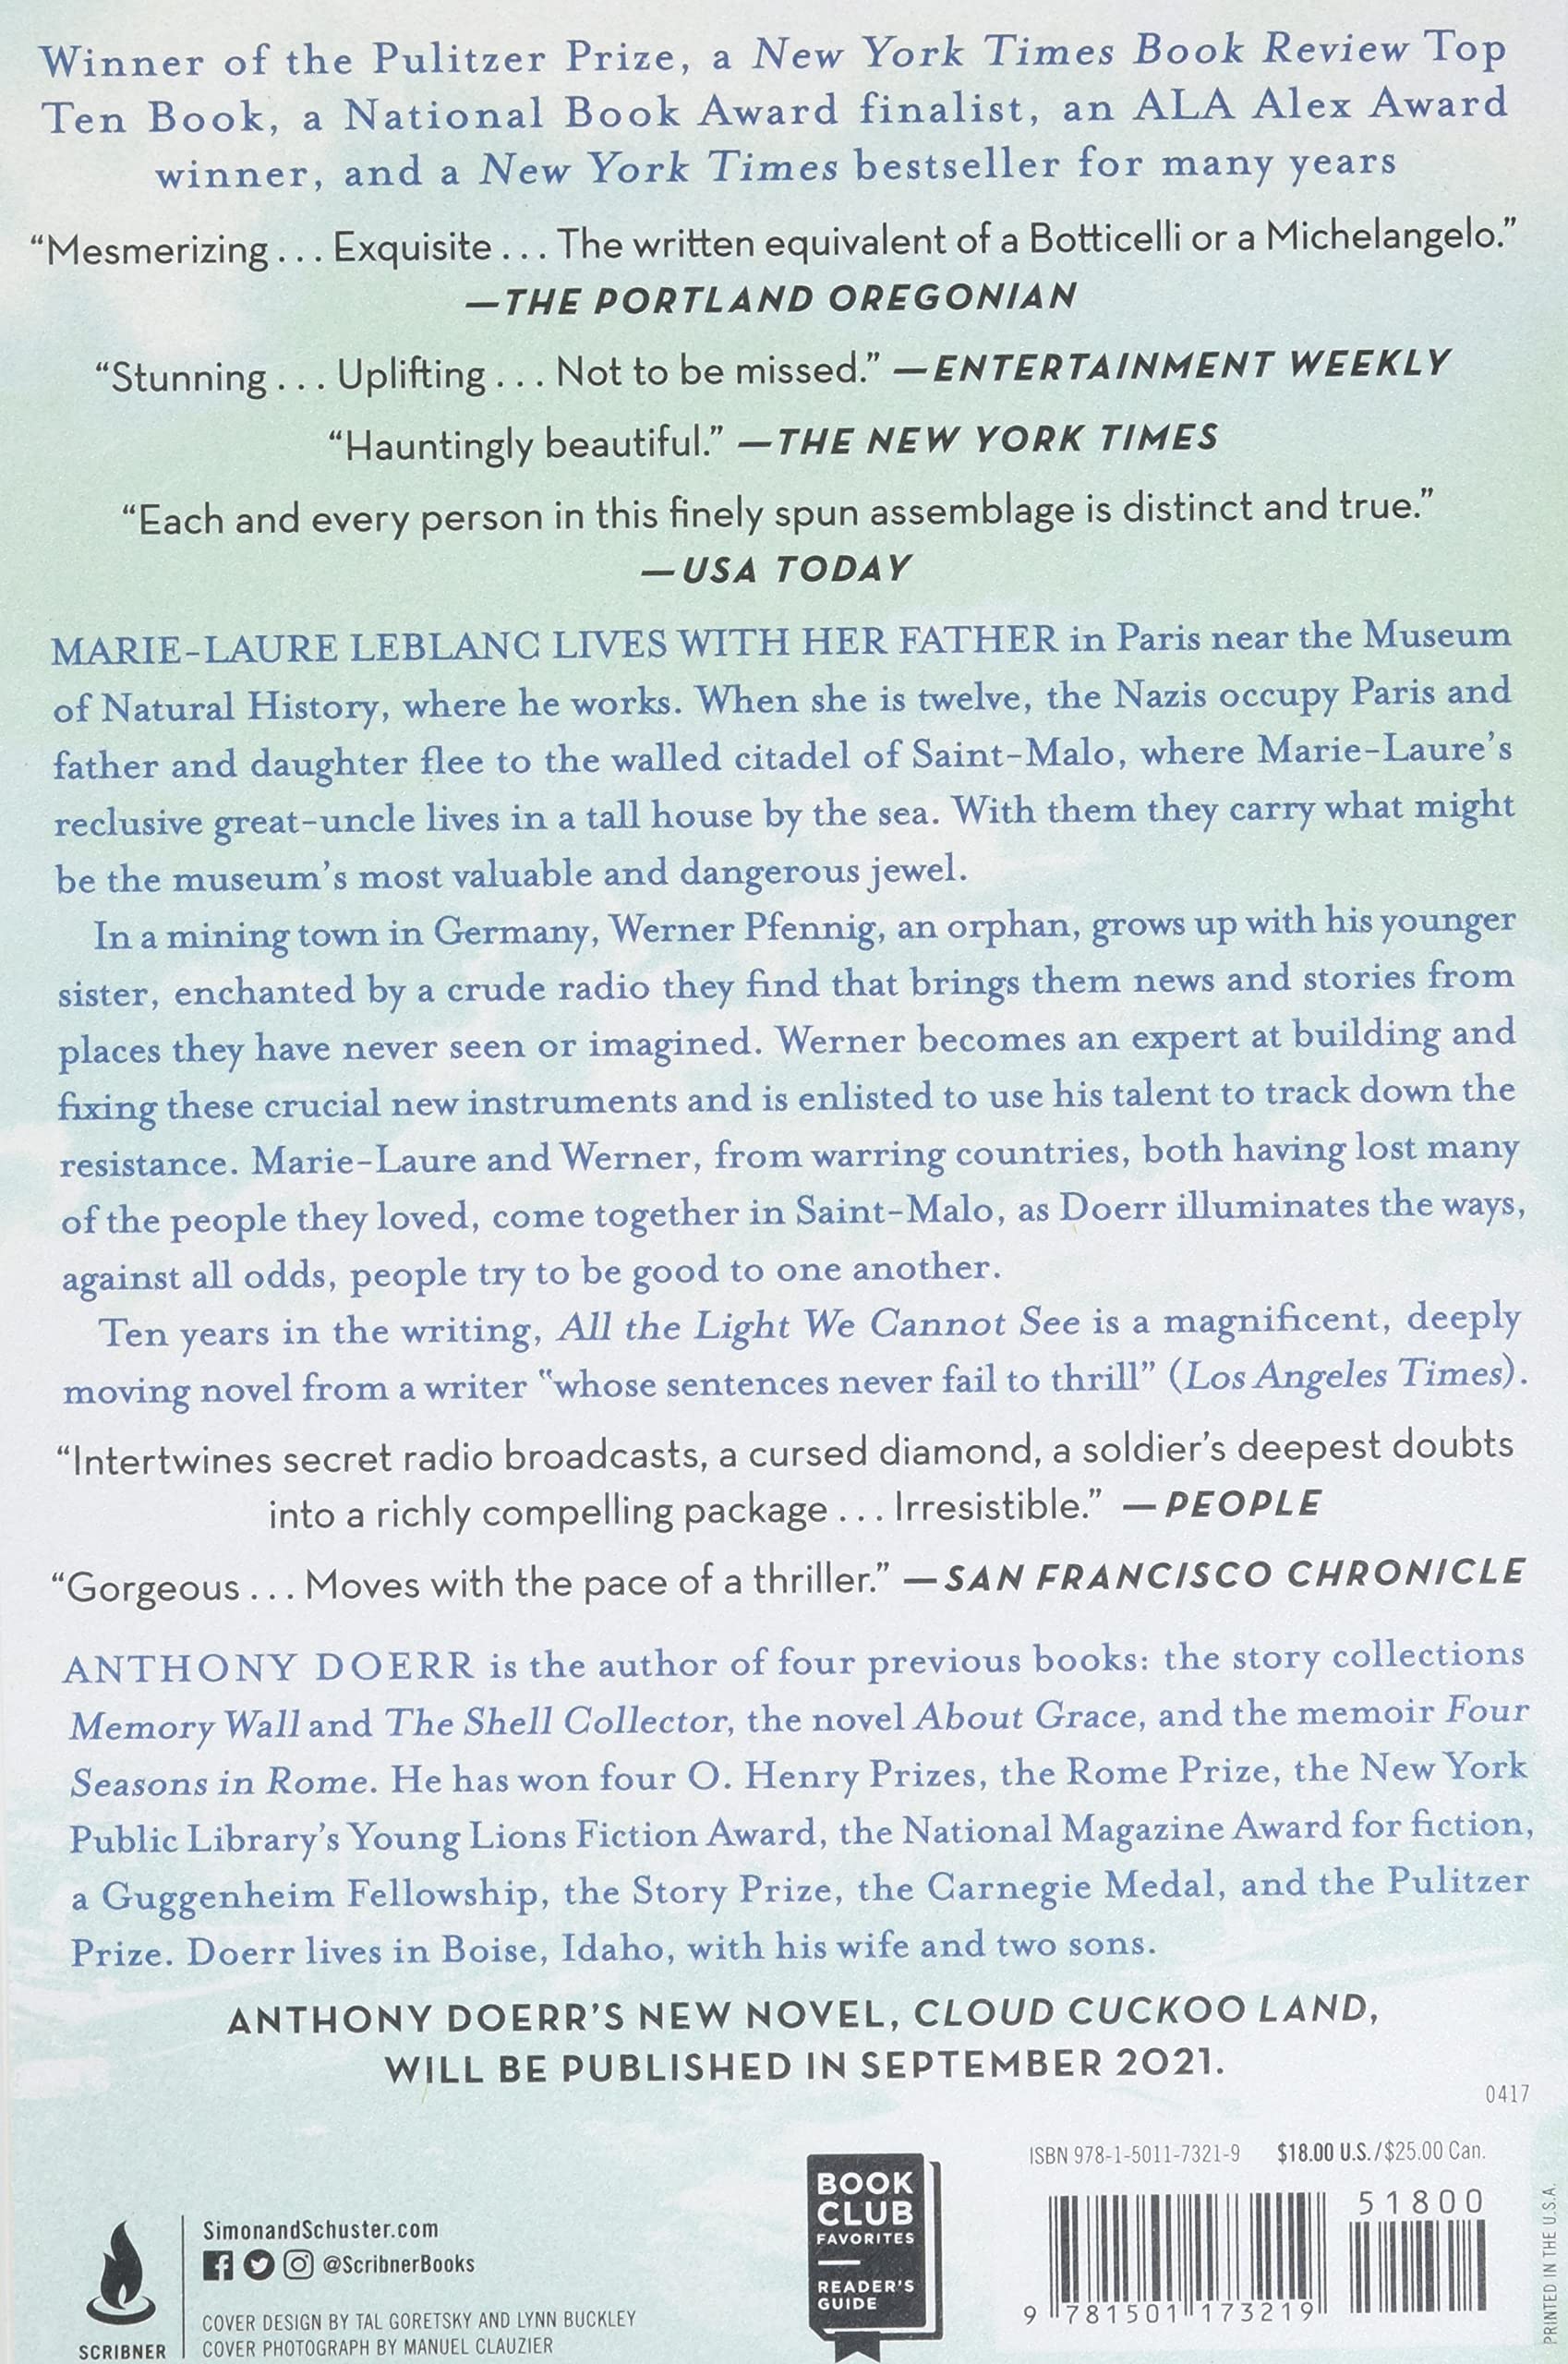 Winner of the Pulitzer Prize, a New York Times Book Review Top
Ten Book, a National Book Award finalist, an ALA Alex Award
winner, and a New York Times bestseller for many years
“Mesmerizing . . . Exquisite . . . The written equivalent of a Botticelli or a Michelangelo.”
—THE PORTLAND OREGONIAN
“Stunning . . . Uplifting . . . Not to be missed.” —ENTERTAINMENT WEEKLY
“Hauntingly beautiful.” —THE NEW YORK TIMES
“Each and every person in this finely spun assemblage is distinct and true.”
—USA TODAY
MARIE-LAURE LEBLANC LIVES WITH HER FATHER in Paris near the Museum
of Natural History, where he works. When she is twelve, the Nazis occupy Paris and
father and daughter flee to the walled citadel of Saint-Malo, where Marie-Laure’s
reclusive great-uncle lives in a tall house by the sea. With them they carry what might
be the museum’s most valuable and dangerous jewel.
In a mining town in Germany, Werner Pfennig, an orphan, grows up with his younger
sister, enchanted by a crude radio they find that brings them news and stories from
places they have never seen or imagined. Werner becomes an expert at building and
fixing these crucial new instruments and is enlisted to use his talent to track down the
resistance. Marie-Laure and Werner, from warring countries, both having lost many
of the people they loved, come together in Saint-Malo, as Doerr illuminates the ways,
against all odds, people try to be good to one another.
Ten years in the writing, All the Light We Cannot See is a magnificent, deeply
moving novel from a writer “whose sentences never fail to thrill” (Los Angeles Times).
“Intertwines secret radio broadcasts, a cursed diamond, a soldier’s deepest doubts
into a richly compelling package . . . Irresistible.” —PEOPLE
“Gorgeous . . . Moves with the pace of a thriller.” —SAN FRANCISCO CHRONICLE
ANTHONY DOERR is the author of four previous books: the story collections
Memory Wall and The Shell Collector, the novel About Grace, and the memoir Four
Seasons in Rome. He has won four O. Henry Prizes, the Rome Prize, the New York
Public Library’s Young Lions Fiction Award, the National Magazine Award for fiction,
a Guggenheim Fellowship, the Story Prize, the Carnegie Medal, and the Pulitzer
Prize. Doerr lives in Boise, Idaho, with his wife and two sons.
ANTHONY DOERR’S NEW NOVEL, CLOUD CUCKOO LAND,
WILL BE PUBLISHED IN SEPTEMBER 2021.
0417
SCRIBNER
SimonandSchuster.com
@ScribnerBooks
COVER DESIGN BY TAL GORETSKY AND LYNN BUCKLEY
COVER PHOTOGRAPH BY MANUEL CLAUZIER
BOOK
CLUB
FAVORITES
READER’S
GUIDE
ISBN 978-1-5011-7321-9 $18.00 U.S./$25.00 Can.
51800
9 781501 173219
PRINTED IN THE U.S.A.